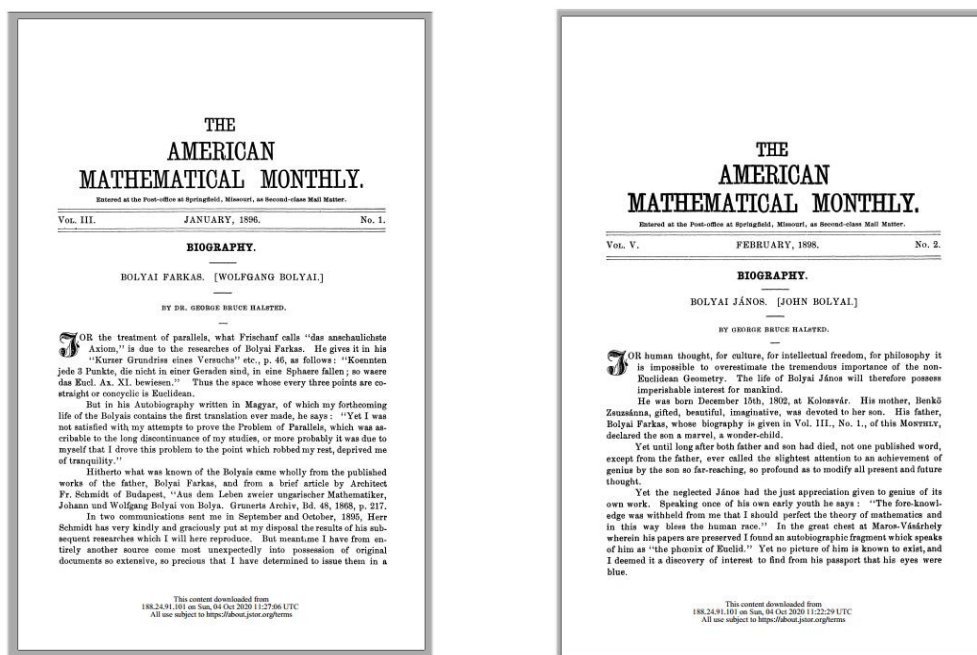 THE
AMERICAN
MATHEMATICAL MONTHLY.
Entered at the Post-office at Springfield, Missouri, as Second-class Mail Matter.
VOL. III. JANUARY, 1896. No. 1.
BIOGRAPHY.
BOLYAI FARKAS. [WOLFGANG BOLYAI.]
BY DR. GEORGE BRUCE HALSTED.
FOR the treatment of parallels, what Frischauf calls "das anschaulichste
Axiom," is due to the researches of Bolyai Farkas. He gives it in his
"Kurzer Grundriss eines Versuchs" etc., p. 46, as follows: "Koennten
jede 3 Punkte, die nicht in einer Geraden sind, in eine Sphaere fallen; so waere
das Eucl. Ax. XI. bewiesen." Thus the space whose every three points are co-
straight or concyclic is Euclidean.
But in his Autobiography written in Magyar, of which my forthcoming
life of the Bolyais contains the first translation ever made, he says: "Yet I was
not satisfied with my attempts to prove the Problem of Parallels, which was as-
cribable to the long discontinuance of my studies, or more probably it was due to
myself that I drove this problem to the point which robbed my rest, deprived me
of tranquility."
Hitherto what was known of the Bolyais came wholly from the published
works of the father, Bolyai Farkas, and from a brief article by Architect
Fr. Schmidt of Budapest, "Aus dem Leben zweier ungarischer Mathematiker,
Johann und Wolfgang Bolyai von Bolya. Grunerts Archiv, Bd. 48, 1868, p. 217.
In two communications sent me in September and October, 1895, Herr
Schmidt has very kindly and graciously put at my disposal the results of his sub-
sequent researches which I will here reproduce. But meantime I have from en-
tirely another source come most unexpectedly into possession of original
documents so extensive, so precious that I have determined to issue them in a
This content downloaded from
188.24.91.101 on Sun, 04 Oct 2020 11:27:06 UTC
All use subject to https://about.jstor.org/terms
THE
AMERICAN
MATHEMATICAL MONTHLY.
Entered at the Post-office at Springfield, Missouri, as Second-class Mail Matter.
VOL. V. FEBRUARY, 1898. No. 2.
BIOGRAPHY.
BOLYAI JÁNOS. [JOHN BOLYAI.]
BY GEORGE BRUCE HALSTED.
FOR human thought, for culture, for intellectual freedom, for philosophy it
is impossible to overestimate the tremendous importance of the non-
Euclidean Geometry. The life of Bolyai János will therefore possess
imperishable interest for mankind.
He was born December 15th, 1802, at Kolozsvár. His mother, Benkö
Zsuzsánna, gifted, beautiful, imaginative, was devoted to her son. His father,
Bolyai Farkas, whose biography is given in Vol. III., No. 1., of this MONTHLY,
declared the son a marvel, a wonder-child.
Yet until long after both father and son had died, not one published word,
except from the father, ever called the slightest attention to an achievement of
genius by the son so far-reaching, so profound as to modify all present and future
thought.
Yet the neglected János had the just appreciation given to genius of its
own work. Speaking once of his own early youth he says: "The fore-knowl-
edge was withheld from me that I should perfect the theory of mathematics and
in this way bless the human race." In the great chest at Maros-Vásárhely
wherein his papers are preserved I found an autobiographic fragment which speaks
of him as "the phœnix of Euclid." Yet no picture of him is known to exist, and
I deemed it a discovery of interest to find from his passport that his eyes were
blue.
This content downloaded from
188.24.91.101 on Sun, 04 Oct 2020 11:22:29 UTC
All use subject to https://about.jstor.org/terms